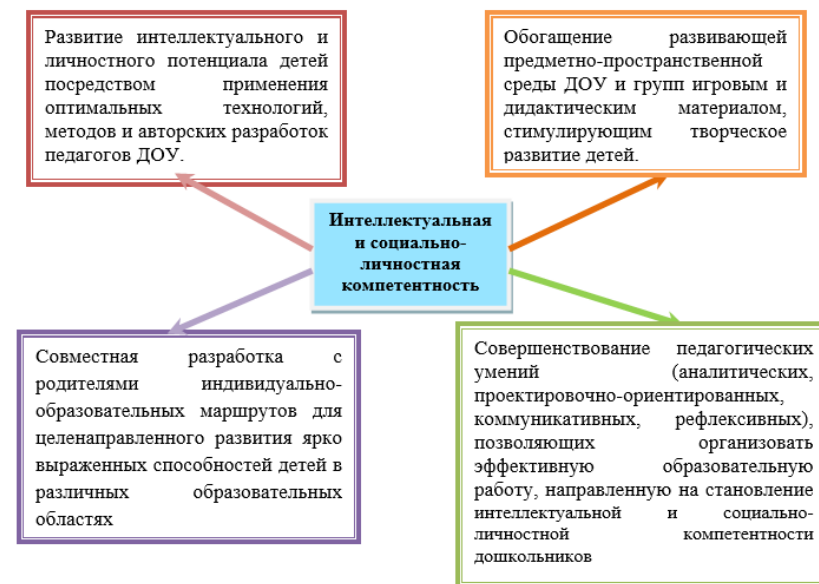 Развитие интеллектуального и
личностного потенциала детей
посредством применения
оптимальных технологий,
методов и авторских разработок
педагогов ДОУ.
Обогащение развивающей
предметно-пространственной
среды ДОУ и групп игровым и
дидактическим материалом,
стимулирующим творческое
развитие детей.
Интеллектуальная
и социально-
личностная
компетентность
Совместная разработка с
родителями индивидуально-
образовательных маршрутов для
целенаправленного развития ярко
выраженных способностей детей в
различных образовательных
областях
Совершенствование педагогических
умений (аналитических,
проектировочно-ориентированных,
коммуникативных, рефлексивных),
позволяющих организовать
эффективную образовательную
работу, направленную на становление
интеллектуальной и социально-
личностной компетентности
дошкольников